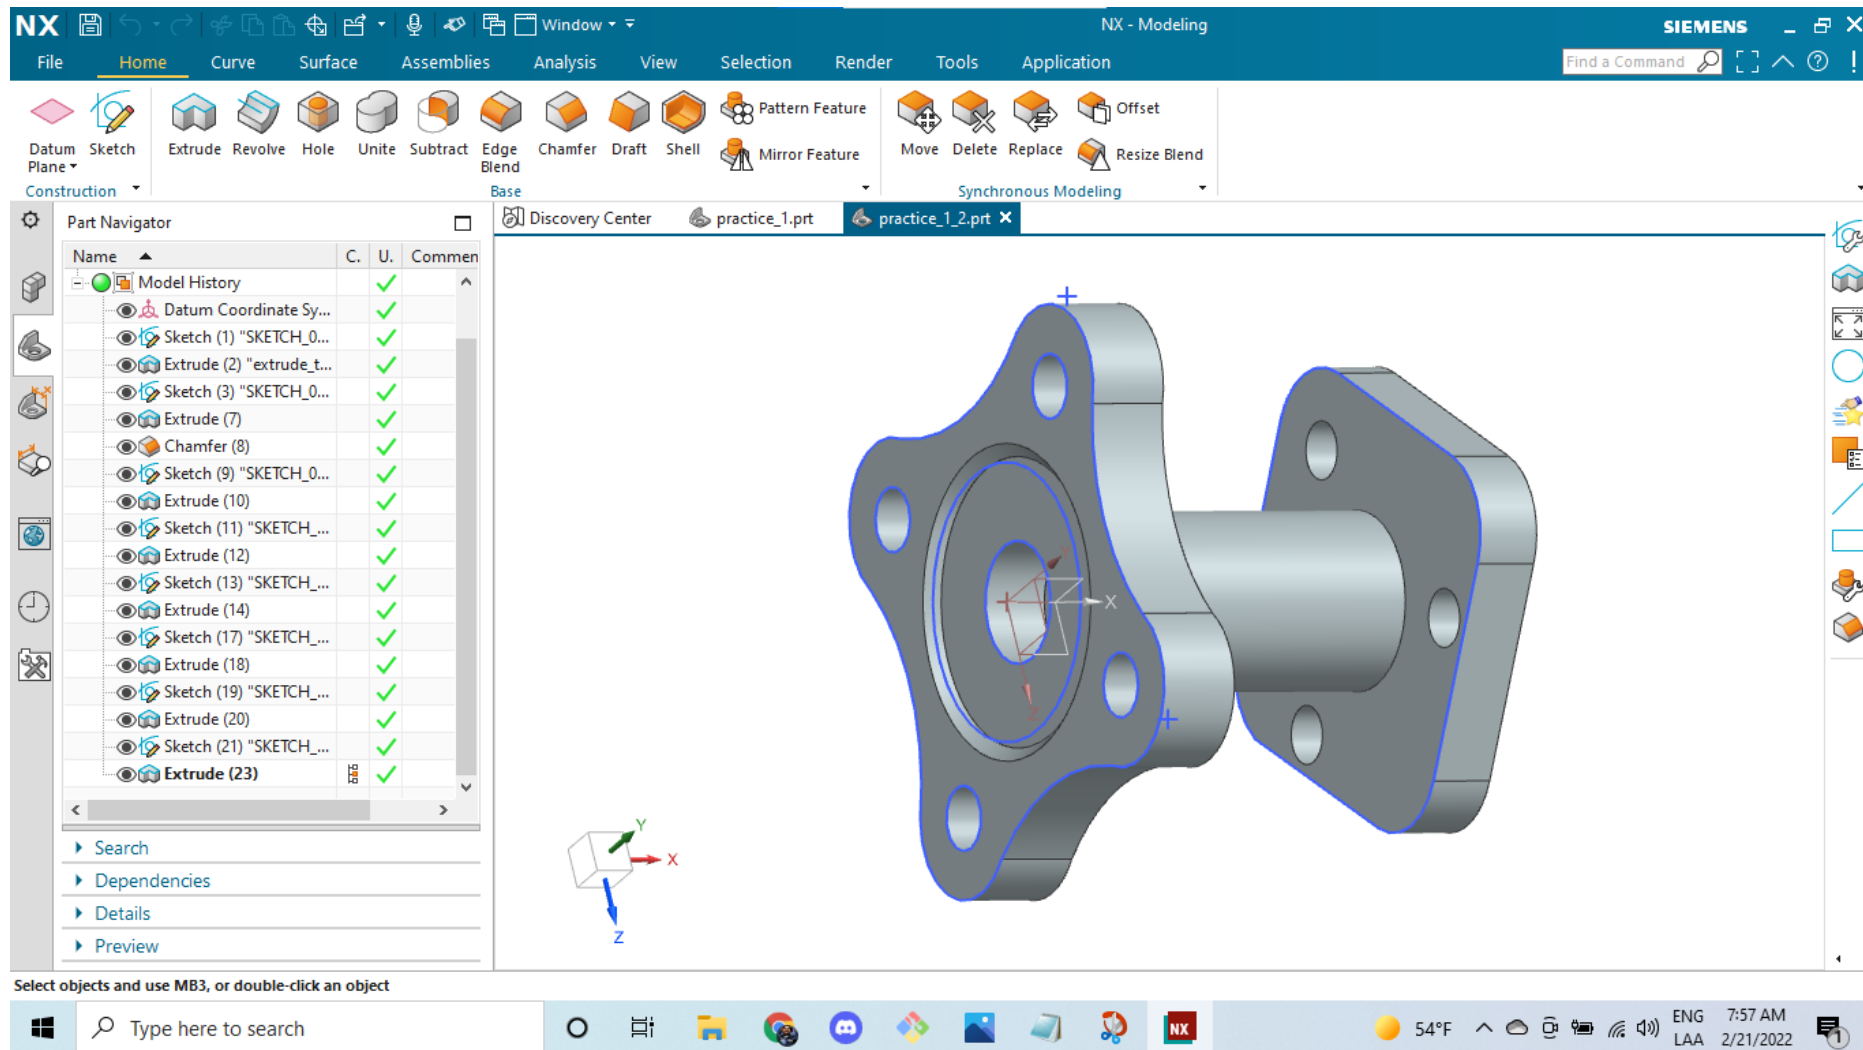 NX Window NX - Modeling SIEMENS
File Home Curve Surface Assemblies Analysis View Selection Render Tools Application Find a Command
Pattern Feature Offset
Datum Plane Sketch Extrude Revolve Hole Unite Subtract Edge Blend Chamfer Draft Shell Mirror Feature Move Delete Replace Resize Blend
Construction Base Synchronous Modeling
Part Navigator Discovery Center practice_1.prt practice_1_2.prt
Name C. U. Commen
Model History
Datum Coordinate Sy...
Sketch (1) "SKETCH_0...
Extrude (2) "extrude_t...
Sketch (3) "SKETCH_0...
Extrude (7)
Chamfer (8)
Sketch (9) "SKETCH_0...
Extrude (10)
Sketch (11) "SKETCH_...
Extrude (12)
Sketch (13) "SKETCH_...
Extrude (14)
Sketch (17) "SKETCH_...
Extrude (18)
Sketch (19) "SKETCH_...
Extrude (20)
Sketch (21) "SKETCH_...
Extrude (23)
Search
Dependencies
Details
Preview
X
Y
X
Z
Select objects and use MB3, or double-click an object
Type here to search NX 54°F ENG 7:57 AM
LAA 2/21/2022 1